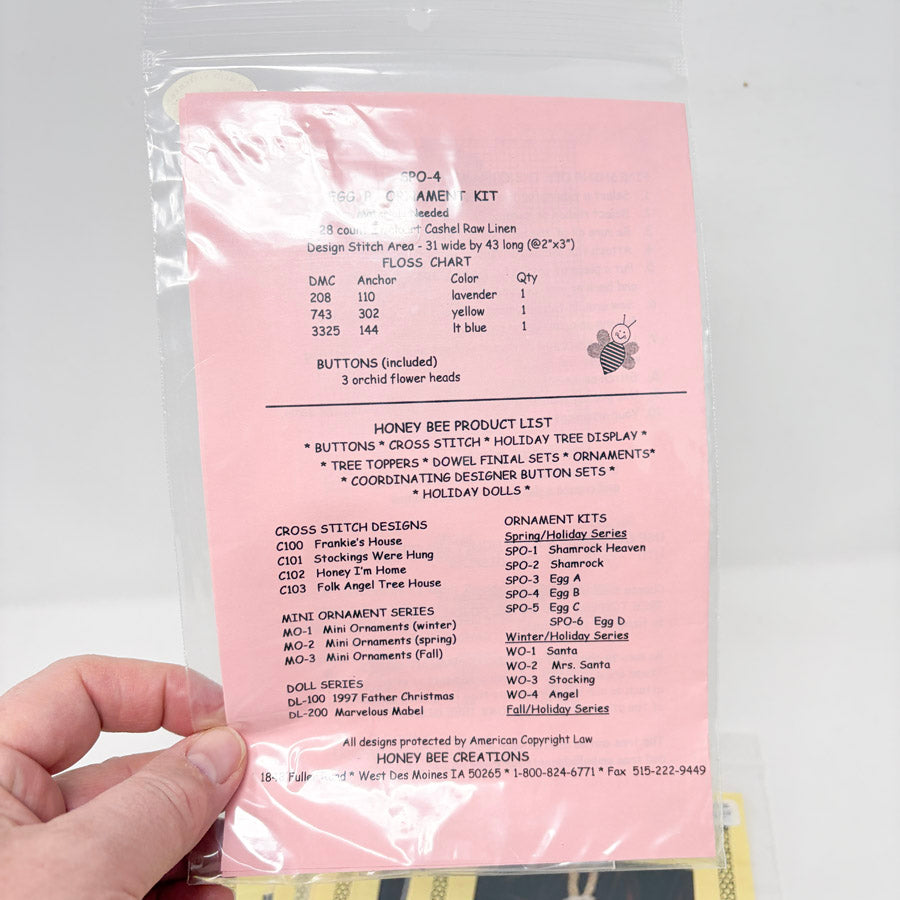 SPO-4
ORNAMENT KIT
Needed
28 count Cashel Raw Linen
Design Stitch Area - 31 wide by 43 long (@2"x3")
FLOSS CHART
DMC Anchor Color Qty
208 110 lavender 1
743 302 yellow 1
3325 144 lt blue 1
BUTTONS (included)
3 orchid flower heads
HONEY BEE PRODUCT LIST
* BUTTONS * CROSS STITCH * HOLIDAY TREE DISPLAY *
* TREE TOPPERS * DOWEL FINIAL SETS * ORNAMENTS*
* COORDINATING DESIGNER BUTTON SETS *
* HOLIDAY DOLLS *
CROSS STITCH DESIGNS
C100 Frankie's House
C101 Stockings Were Hung
C102 Honey I'm Home
C103 Folk Angel Tree House
MINI ORNAMENT SERIES
MO-1 Mini Ornaments (winter)
MO-2 Mini Ornaments (spring)
MO-3 Mini Ornaments (Fall)
DOLL SERIES
DL-100 1997 Father Christmas
DL-200 Marvelous Mabel
ORNAMENT KITS
Spring/Holiday Series
SPO-1 Shamrock Heaven
SPO-2 Shamrock
SPO-3 Egg A
SPO-4 Egg B
SPO-5 Egg C
SPO-6 Egg D
Winter/Holiday Series
WO-1 Santa
WO-2 Mrs. Santa
WO-3 Stocking
WO-4 Angel
Fall/Holiday Series
All designs protected by American Copyright Law
HONEY BEE CREATIONS
* West Des Moines IA 50265 * 1-800-824-6771 * Fax 515-222-9449